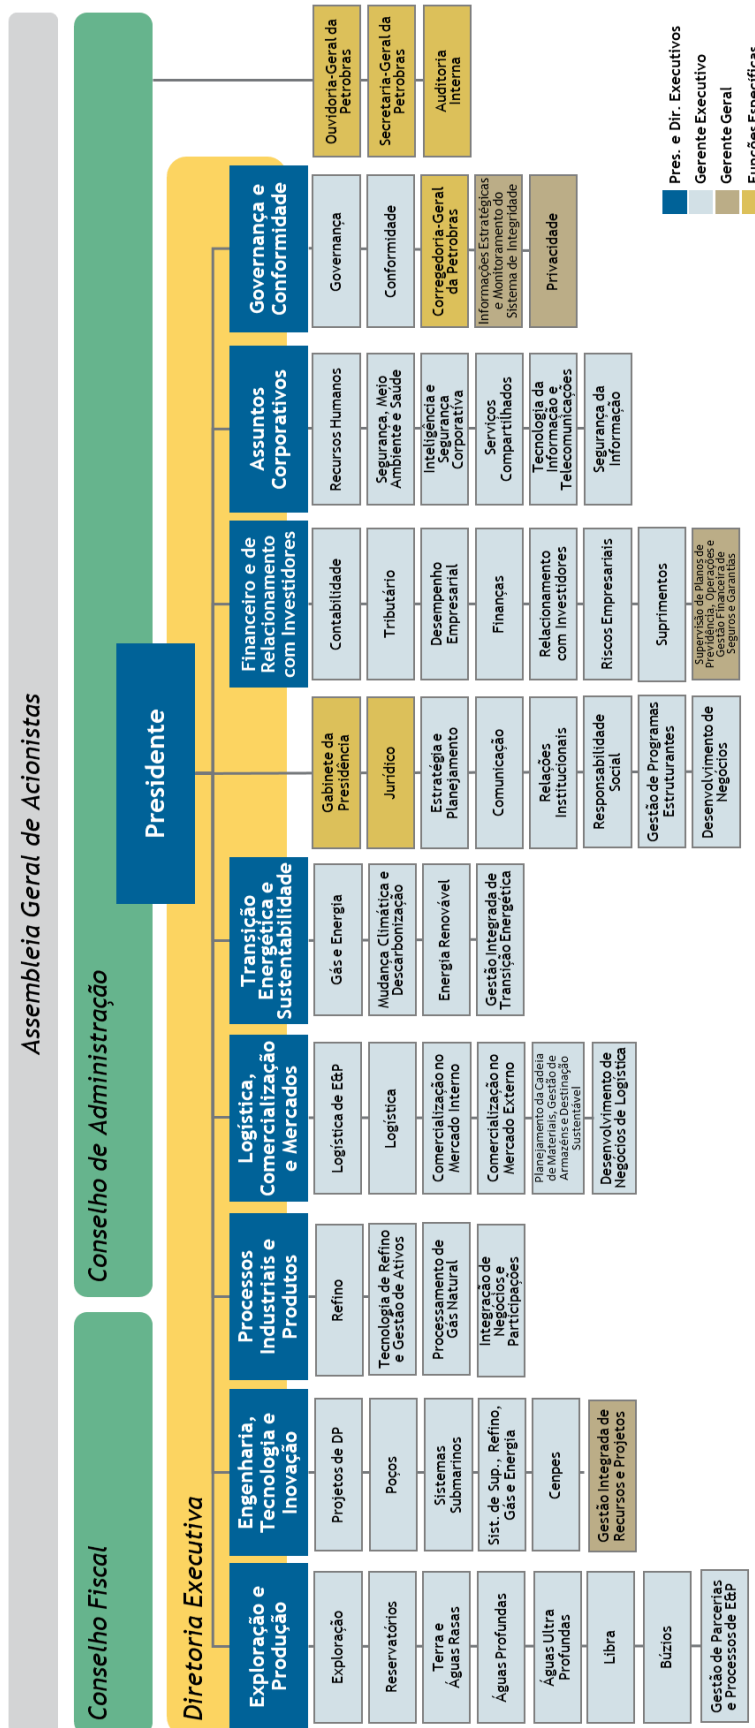 Assembleia Geral de Acionistas
Conselho Fiscal
Conselho de Administração
Presidente
Diretoria Executiva
Exploração e
Produção
Exploração
Reservatórios
Terra e
Águas Rasas
Águas Profundas
Águas Ultra
Profundas
Libra
Búzios
Gestão de Parcerias
e Processos de E&P
Engenharia,
Tecnologia e
Inovação
Projetos de DP
Poços
Sistemas
Submarinos
Sist. de Sup., Refino,
Gás e Energia
Cenpes
Gestão Integrada de
Recursos e Projetos
Processos
Industriais e
Produtos
Refino
Tecnologia de Refino
e Gestão de Ativos
Processamento de
Gás Natural
Integração de
Negócios e
Participações
Logística,
Comercialização
e Mercados
Logística de E&P
Logística
Comercialização no
Mercado Interno
Comercialização no
Mercado Externo
Planejamento da Cadeia
de Materiais, Gestão de
Armazéns e Destinação
Sustentável
Desenvolvimento de
Negócios de Logística
Transição
Energética e
Sustentabilidade
Gás e Energia
Mudança Climática e
Descarbonização
Energia Renovável
Gestão Integrada de
Transição Energética
Gabinete da
Presidência
Jurídico
Estratégia e
Planejamento
Comunicação
Relações
Institucionais
Responsabilidade
Social
Gestão de Programas
Estruturantes
Desenvolvimento de
Negócios
Financeiro e de
Relacionamento
com Investidores
Contabilidade
Tributário
Desempenho
Empresarial
Finanças
Relacionamento
com Investidores
Riscos Empresariais
Suprimentos
Supervisão de Planos de
Previdência, Operações e
Gestão Financeira de
Seguros e Garantias
Assuntos
Corporativos
Recursos Humanos
Segurança, Meio
Ambiente e Saúde
Inteligência e
Segurança
Corporativa
Serviços
Compartilhados
Tecnologia da
Informação e
Telecomunicações
Segurança da
Informação
Governança e
Conformidade
Governança
Conformidade
Corregedoria-Geral
da Petrobras
Informações Estratégicas
e Monitoramento do
Sistema de Integridade
Privacidade
Ouvidoria-Geral da
Petrobras
Secretaria-Geral da
Petrobras
Auditoria
Interna
Pres. e Dir. Executivos
Gerente Executivo
Gerente Geral
Funções Específicas